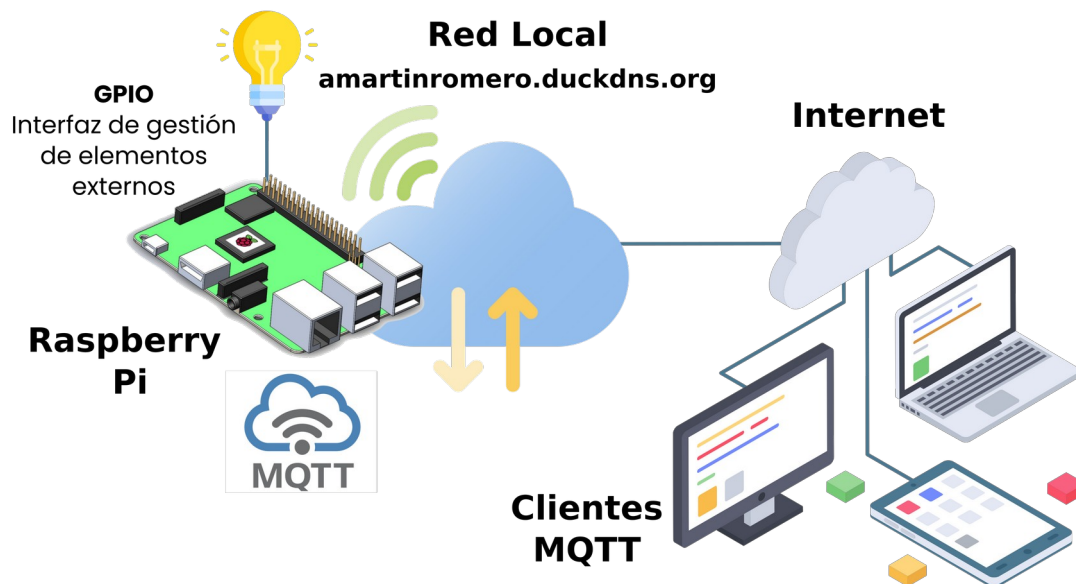 Red Local
amartinromero.duckdns.org
GPIO
Interfaz de gestión
de elementos
externos
Internet
Raspberry
Pi
MQTT
Clientes
MQTT